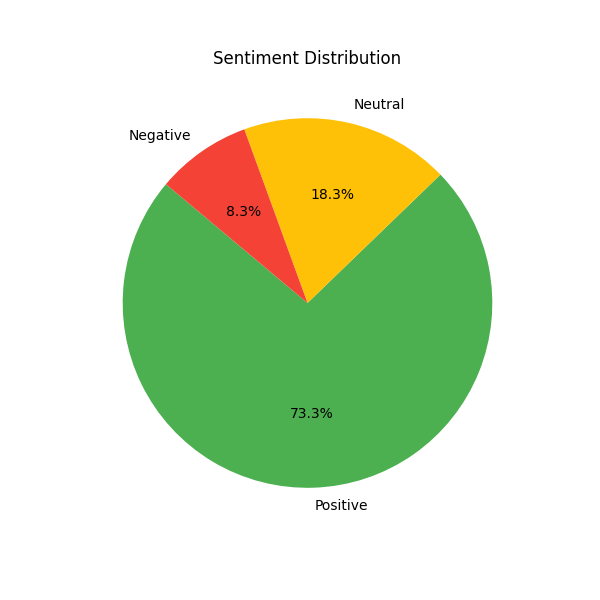 Sentiment Distribution
Neutral
Negative
18.3%
8.3%
73.3%
Positive